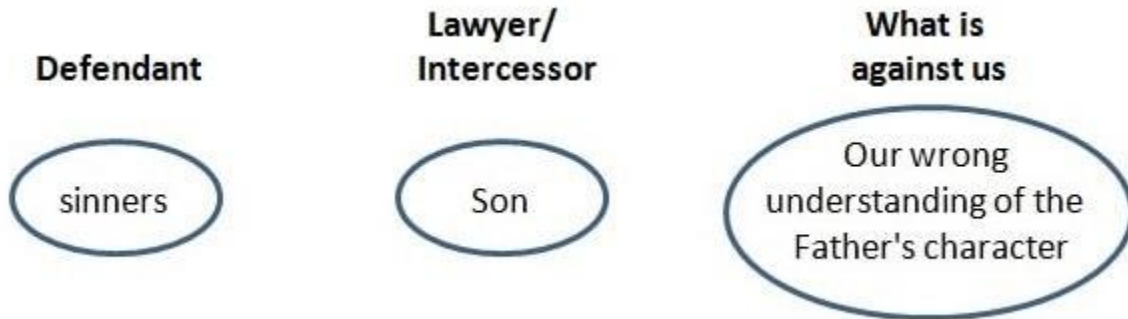 Defendant
sinners
Lawyer/
Intercessor
Son
What is
against us
Our wrong
understanding of the
Father's character